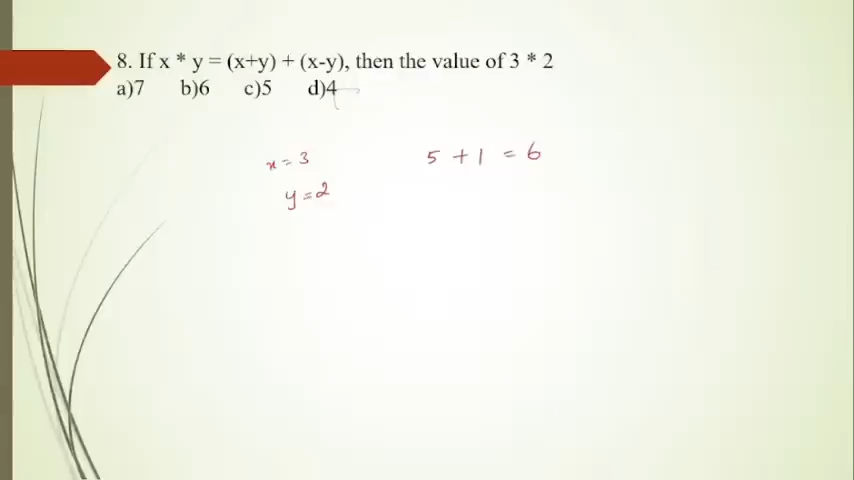 8. If x * y = (x+y) + (x-y), then the value of 3 * 2
a)7 b)6 c)5 d)4
x = 3
5 + 1 = 6
y = 2